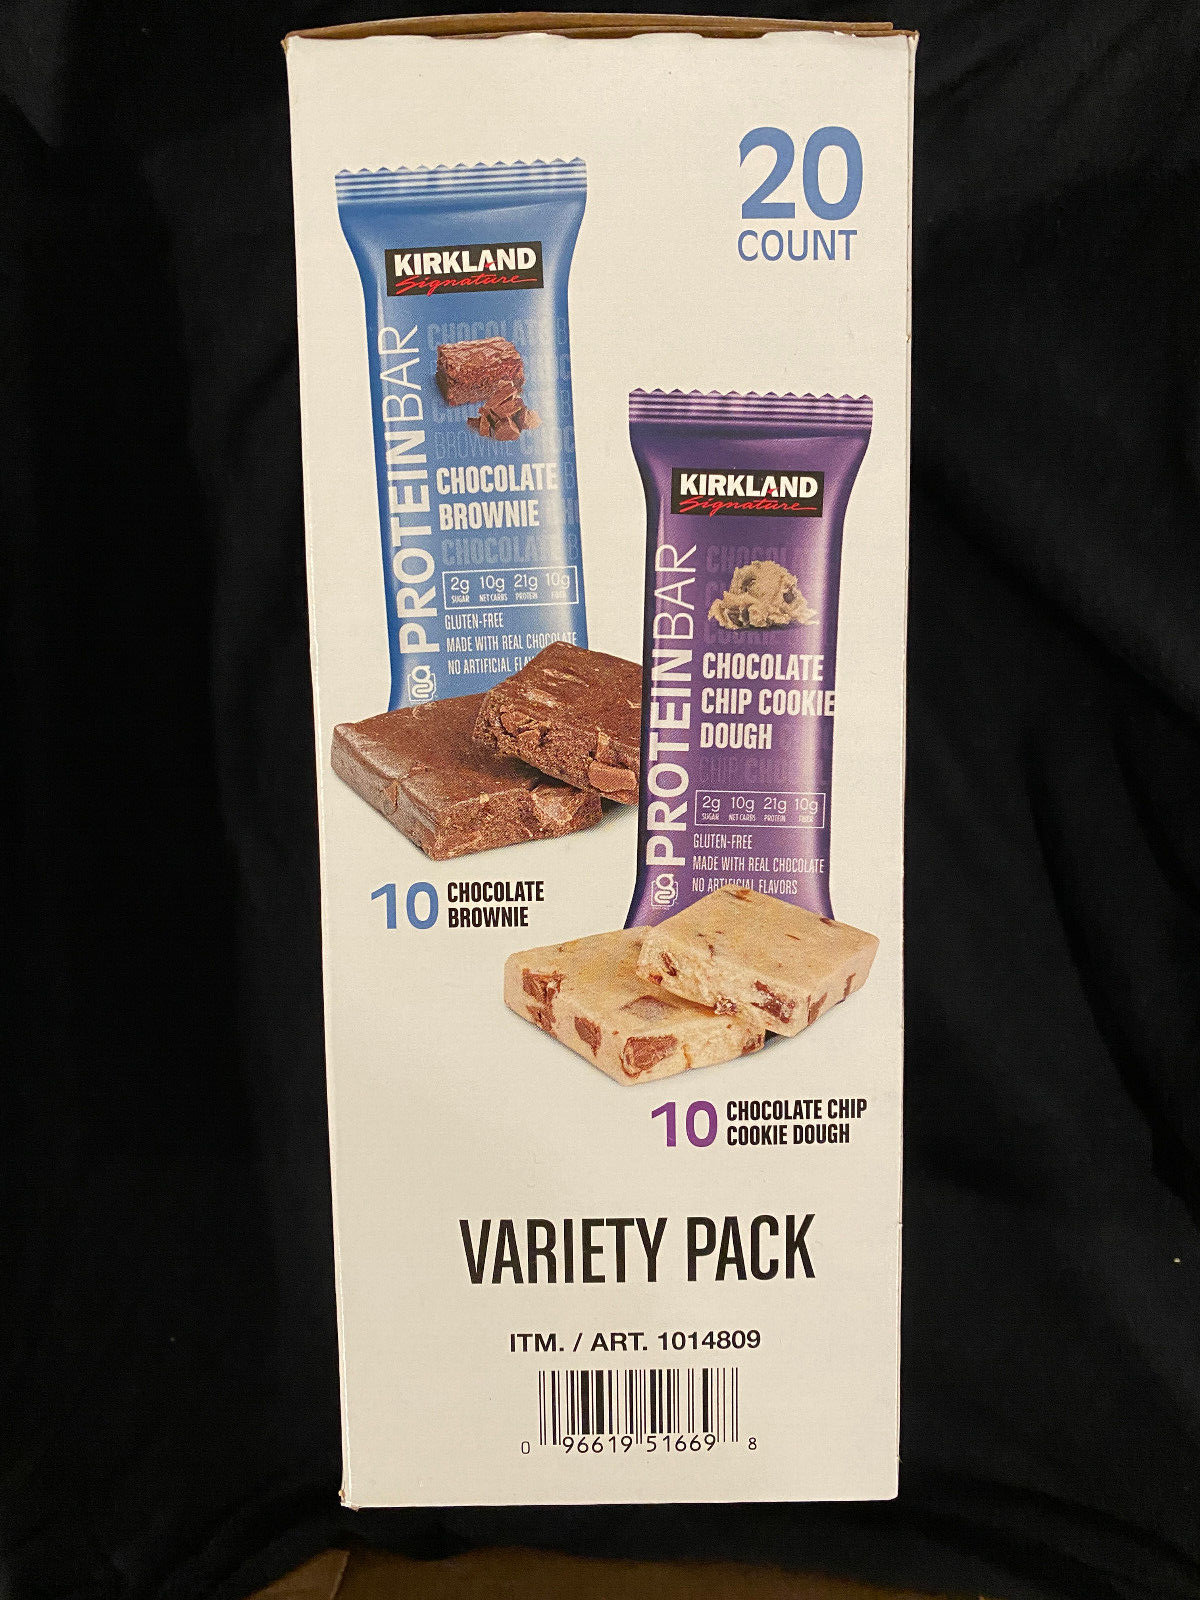 20
COUNT
KIRKLAND
Signature
PROTEINBAR
CHOCOLATE
BROWNIE
2g 10g 21g 10g
SUGAR NET CARBS PROTEIN FIBER
GLUTEN-FREE
MADE WITH REAL CHOCOLATE
NO ARTIFICIAL
10 CHOCOLATE
BROWNIE
KIRKLAND
Signature
PROTEINBAR
CHOCOLATE
CHIP COOKIE
DOUGH
2g 10g 21g 10g
SUGAR NET CARBS PROTEIN FIBER
GLUTEN-FREE
MADE WITH REAL CHOCOLATE
NO ARTIFICIAL FLAVORS
10 CHOCOLATE CHIP
COOKIE DOUGH
VARIETY PACK
ITM. / ART. 1014809
0 96619 51669 8